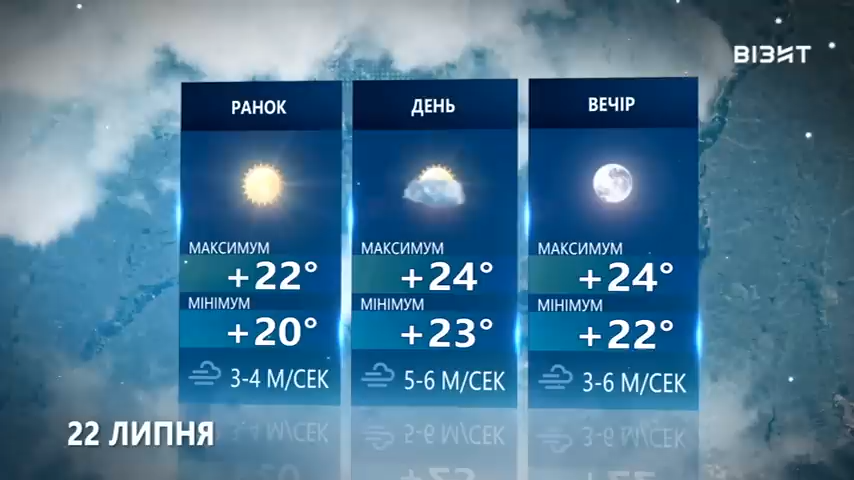 ВІЗИТ
РАНОК
МАКСИМУМ
+22°
МІНІМУМ
+20°
3-4 М/СЕК
ДЕНЬ
МАКСИМУМ
+24°
МІНІМУМ
+23°
5-6 М/СЕК
ВЕЧІР
МАКСИМУМ
+24°
МІНІМУМ
+22°
3-6 М/СЕК
22 ЛИПНЯ